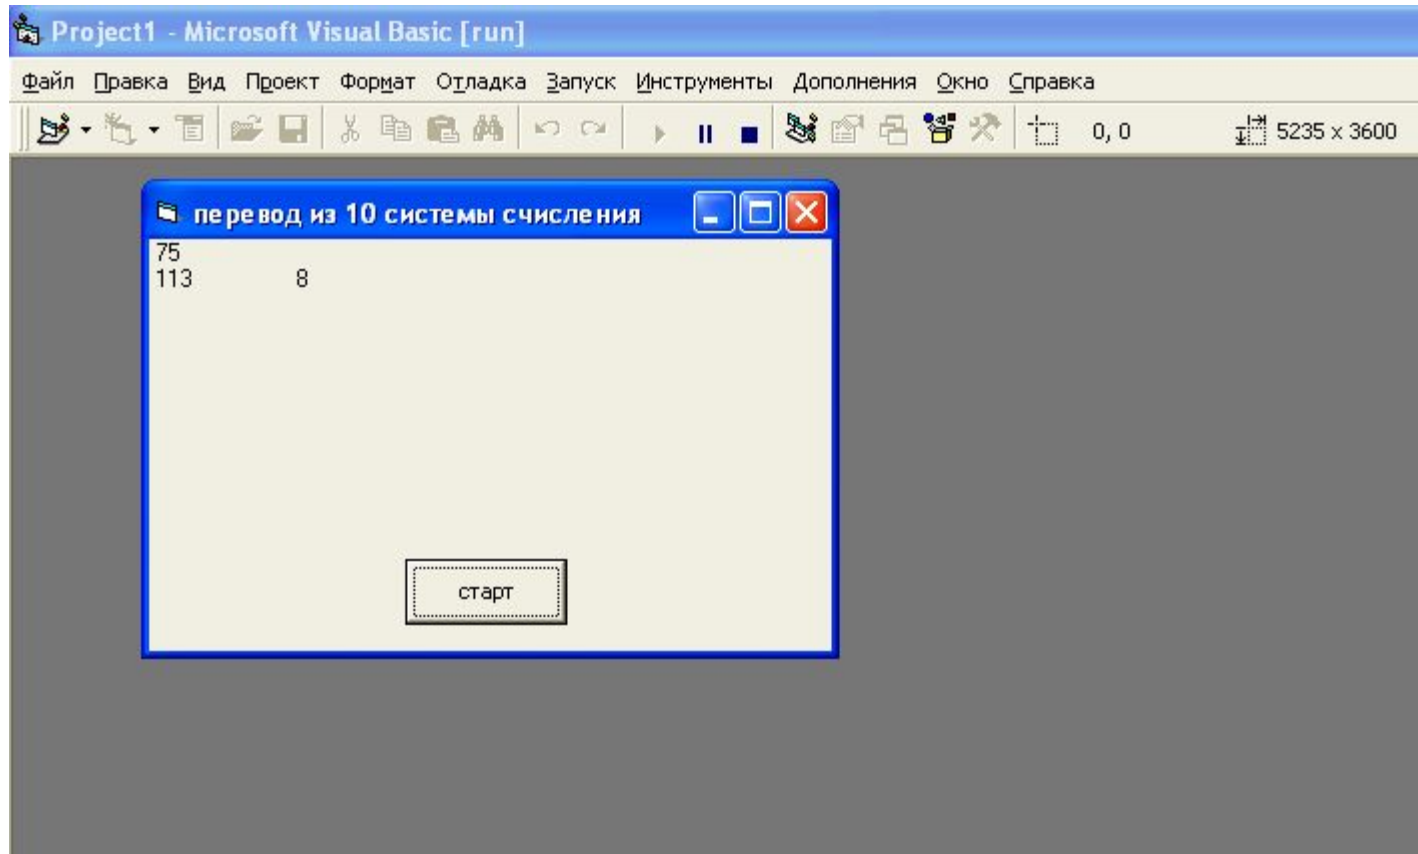 Project1 - Microsoft Visual Basic [run]
Файл Правка Вид Проект Формат Отладка Запуск Инструменты Дополнения Окно Справка
0, 0 5235 x 3600
перевод из 10 системы счисления
75
113 8
старт